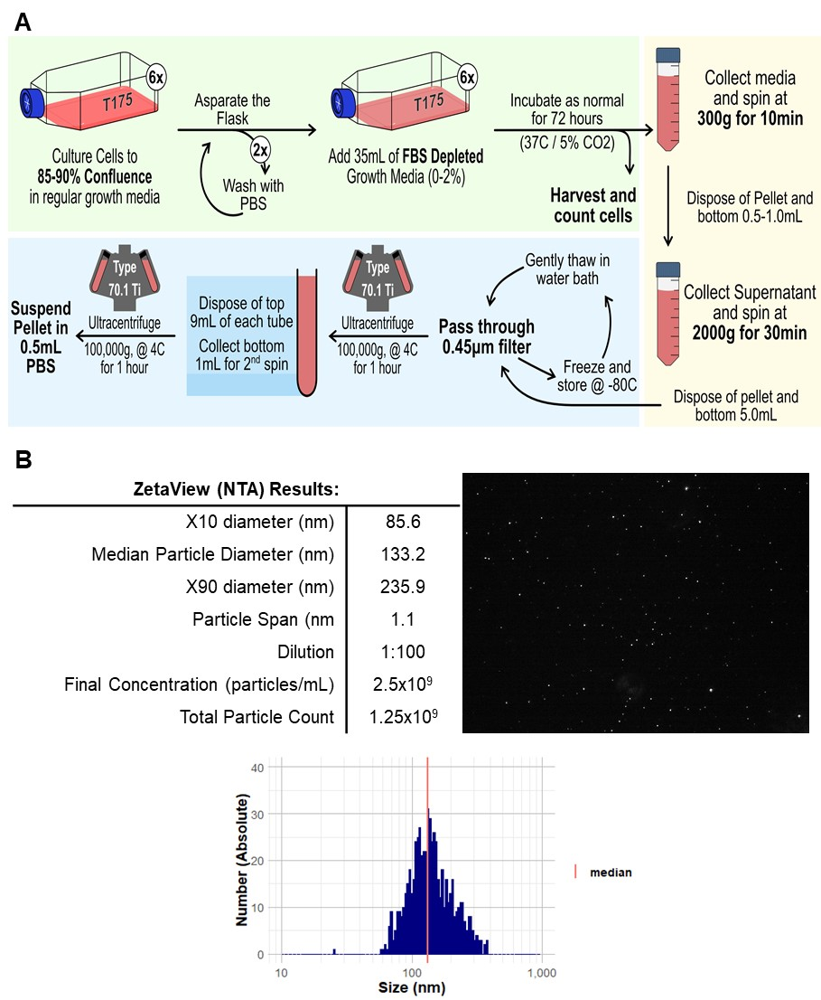 A
6x
T175
Culture Cells to
85-90% Confluence
in regular growth media
Asparate the
Flask
2x
Wash with
PBS
6x
T175
Add 35mL of FBS Depleted
Growth Media (0-2%)
Incubate as normal
for 72 hours
(37C / 5% CO2)
Harvest and
count cells
Collect media
and spin at
300g for 10min
Dispose of Pellet and
bottom 0.5-1.0mL
Collect Supernatant
and spin at
2000g for 30min
Dispose of pellet and
bottom 5.0mL
Gently thaw in
water bath
Pass through
0.45µm filter
Freeze and
store @ -80C
Type
70.1 Ti
Ultracentrifuge
100,000g, @ 4C
for 1 hour
Dispose of top
9mL of each tube
Collect bottom
1mL for 2nd spin
Type
70.1 Ti
Ultracentrifuge
100,000g, @ 4C
for 1 hour
Suspend
Pellet in
0.5mL
PBS
B
ZetaView (NTA) Results:
X10 diameter (nm) 85.6
Median Particle Diameter (nm) 133.2
X90 diameter (nm) 235.9
Particle Span (nm 1.1
Dilution 1:100
Final Concentration (particles/mL) 2.5x10⁹
Total Particle Count 1.25x10⁹
Number (Absolute)
40
30
20
10
0
10 100 1,000
Size (nm)
median